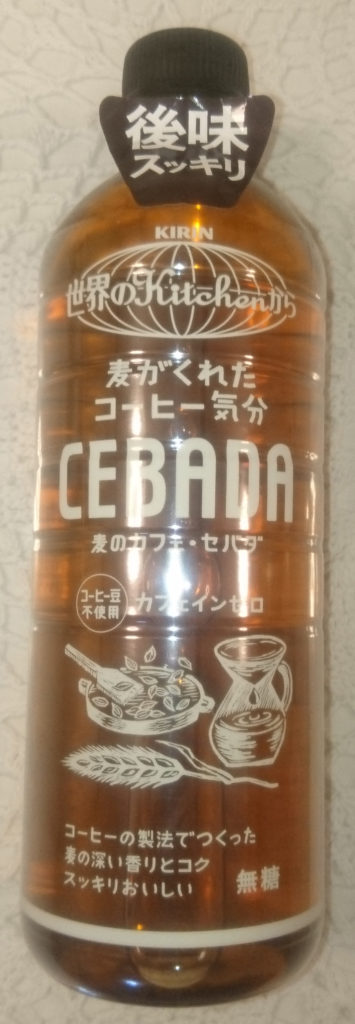 後味
スッキリ
KIRIN
世界のKitchenから
麦がくれた
コーヒー気分
CEBADA
麦のカフェ・セバダ
コーヒー豆
不使用
カフェインゼロ
コーヒーの製法でつくった
麦の深い香りとコク
スッキリおいしい
無糖